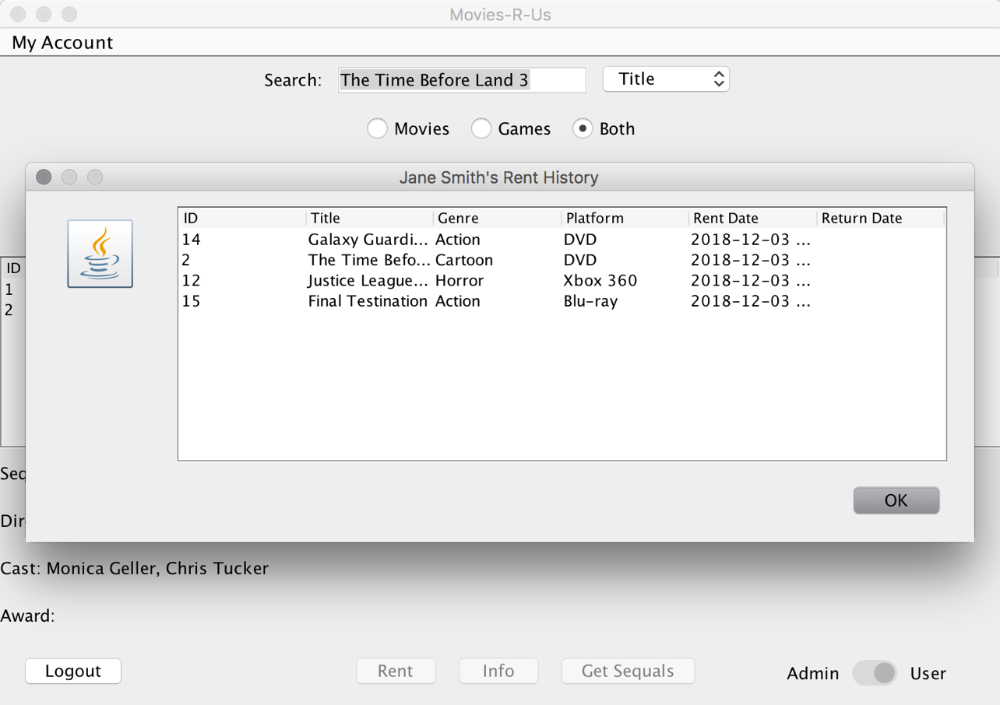 Movies-R-Us
My Account
Search: The Time Before Land 3 Title
Movies Games Both
Jane Smith's Rent History
ID Title Genre Platform Rent Date Return Date
14 Galaxy Guardi... Action DVD 2018-12-03 ...
2 The Time Befo... Cartoon DVD 2018-12-03 ...
12 Justice League... Horror Xbox 360 2018-12-03 ...
15 Final Testination Action Blu-ray 2018-12-03 ...
ID
1
2
OK
Cast: Monica Geller, Chris Tucker
Award:
Logout Rent Info Get Sequals Admin User